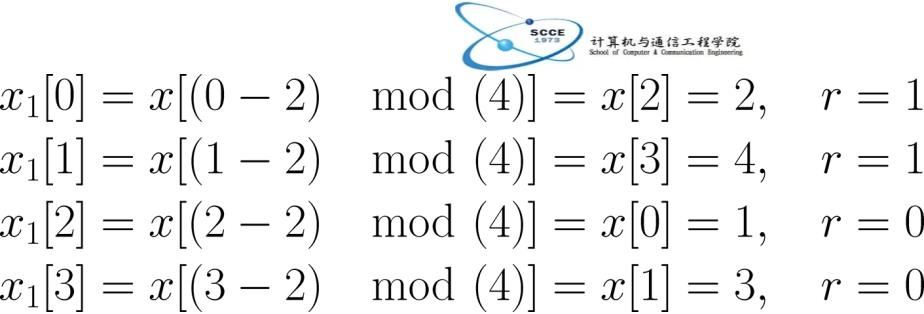 SCCE
1973
计算机与通信工程学院
School of Computer & Communication Engineering
x₁[0] = x[(0 − 2) mod (4)] = x[2] = 2, r = 1
x₁[1] = x[(1 − 2) mod (4)] = x[3] = 4, r = 1
x₁[2] = x[(2 − 2) mod (4)] = x[0] = 1, r = 0
x₁[3] = x[(3 − 2) mod (4)] = x[1] = 3, r = 0